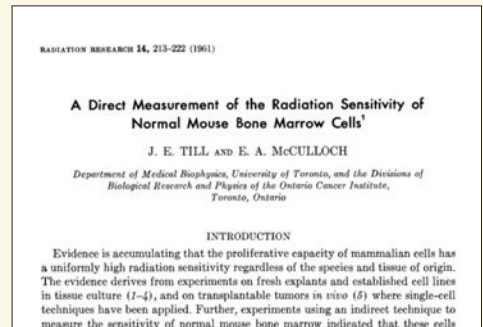 RADIATION RESEARCH 14, 213–222 (1961)
A Direct Measurement of the Radiation Sensitivity of
Normal Mouse Bone Marrow Cells¹
J. E. TILL AND E. A. McCULLOCH
Department of Medical Biophysics, University of Toronto, and the Divisions of
Biological Research and Physics of the Ontario Cancer Institute,
Toronto, Ontario
INTRODUCTION
Evidence is accumulating that the proliferative capacity of mammalian cells has
a uniformly high radiation sensitivity regardless of the species and tissue of origin.
The evidence derives from experiments on fresh explants and established cell lines
in tissue culture (1–4), and on transplantable tumors in vivo (5) where single-cell
techniques have been applied. Further, experiments using an indirect technique to
measure the sensitivity of normal mouse bone marrow indicated that these cells